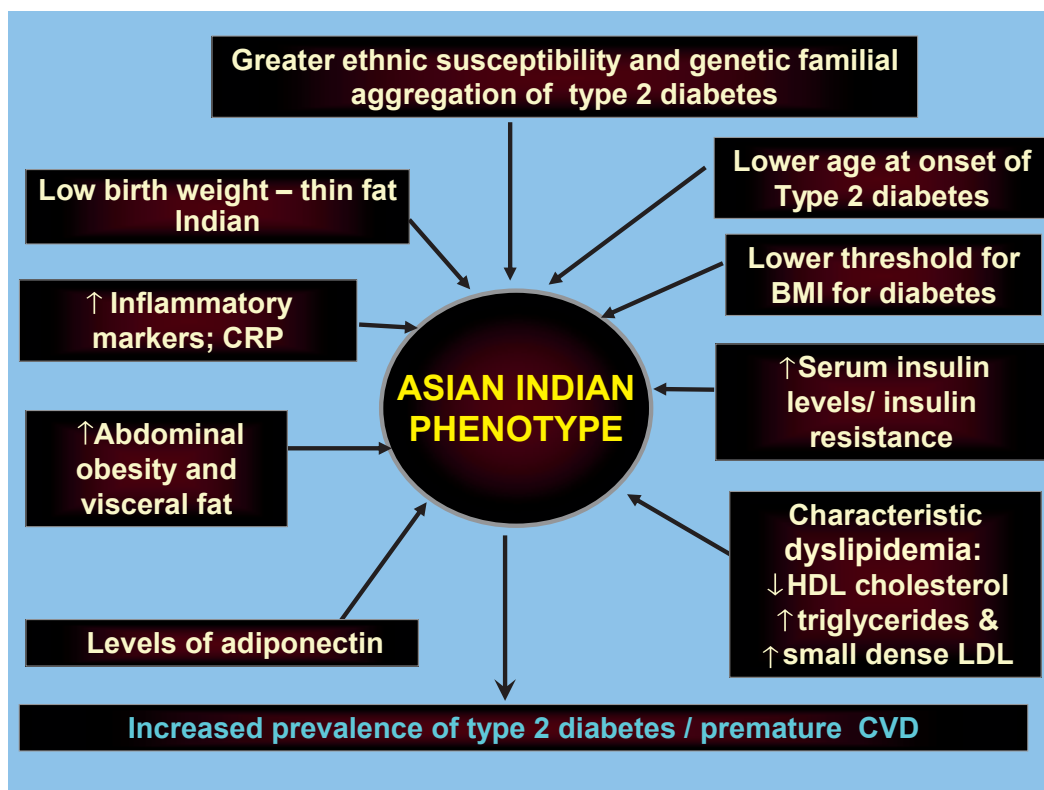 Greater ethnic susceptibility and genetic familial
aggregation of type 2 diabetes
Low birth weight – thin fat
Indian
↑ Inflammatory
markers; CRP
↑Abdominal
obesity and
visceral fat
Levels of adiponectin
ASIAN INDIAN
PHENOTYPE
Lower age at onset of
Type 2 diabetes
Lower threshold for
BMI for diabetes
↑Serum insulin
levels/ insulin
resistance
Characteristic
dyslipidemia:
↓HDL cholesterol
↑triglycerides &
↑small dense LDL
Increased prevalence of type 2 diabetes / premature CVD